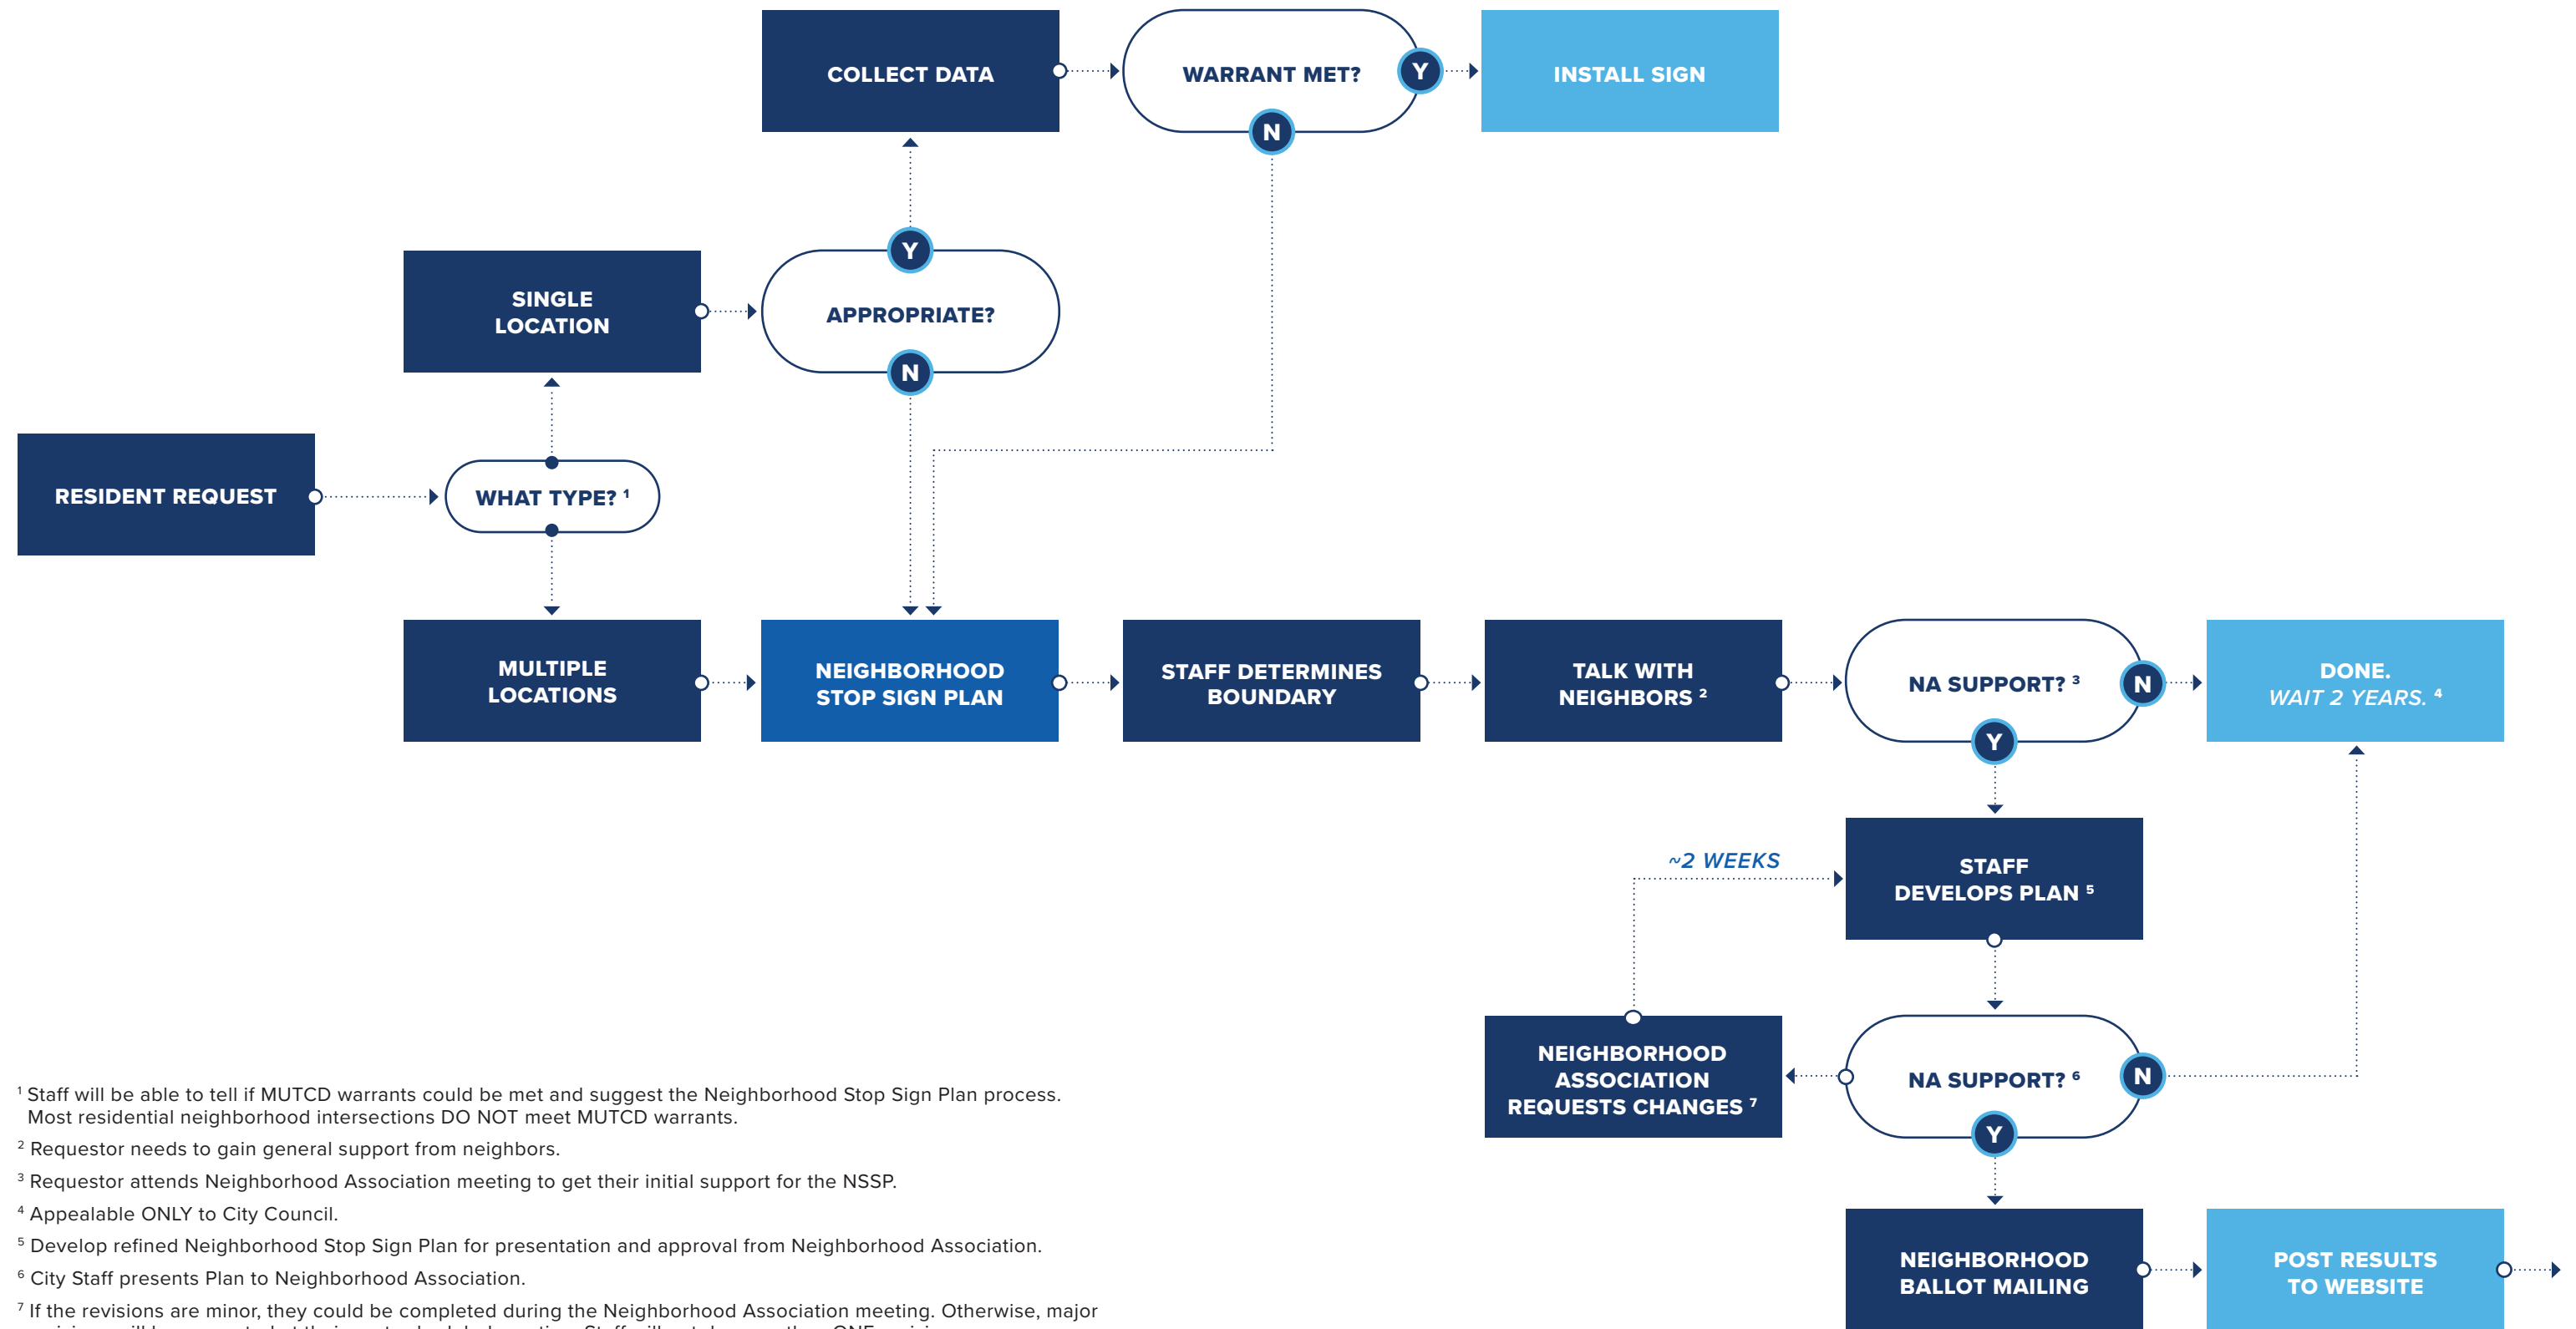 COLLECT DATA
WARRANT MET?
Y
INSTALL SIGN
N
Y
SINGLE
LOCATION
APPROPRIATE?
N
RESIDENT REQUEST
WHAT TYPE? 1
MULTIPLE
LOCATIONS
NEIGHBORHOOD
STOP SIGN PLAN
STAFF DETERMINES
BOUNDARY
TALK WITH
NEIGHBORS 2
NA SUPPORT? 3
N
Y
DONE.
WAIT 2 YEARS. 4
~2 WEEKS
STAFF
DEVELOPS PLAN 5
NEIGHBORHOOD
ASSOCIATION
REQUESTS CHANGES 7
NA SUPPORT? 6
N
Y
NEIGHBORHOOD
BALLOT MAILING
POST RESULTS
TO WEBSITE
1 Staff will be able to tell if MUTCD warrants could be met and suggest the Neighborhood Stop Sign Plan process.
Most residential neighborhood intersections DO NOT meet MUTCD warrants.
2 Requestor needs to gain general support from neighbors.
3 Requestor attends Neighborhood Association meeting to get their initial support for the NSSP.
4 Appealable ONLY to City Council.
5 Develop refined Neighborhood Stop Sign Plan for presentation and approval from Neighborhood Association.
6 City Staff presents Plan to Neighborhood Association.
7 If the revisions are minor, they could be completed during the Neighborhood Association meeting. Otherwise, major